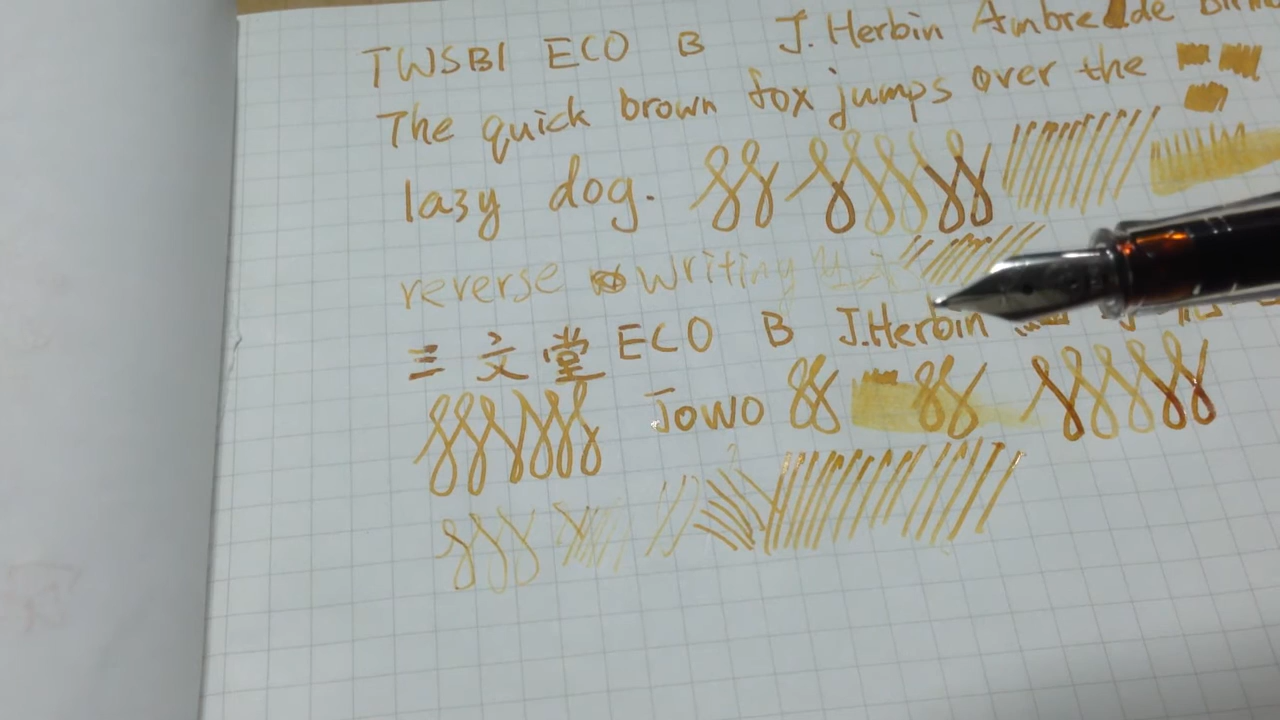 TWSBI ECO B J. Herbin Ambre de
The quick brown fox jumps over the
lazy dog.
reverse writing
三文堂 ECO B J.Herbin
Jowo